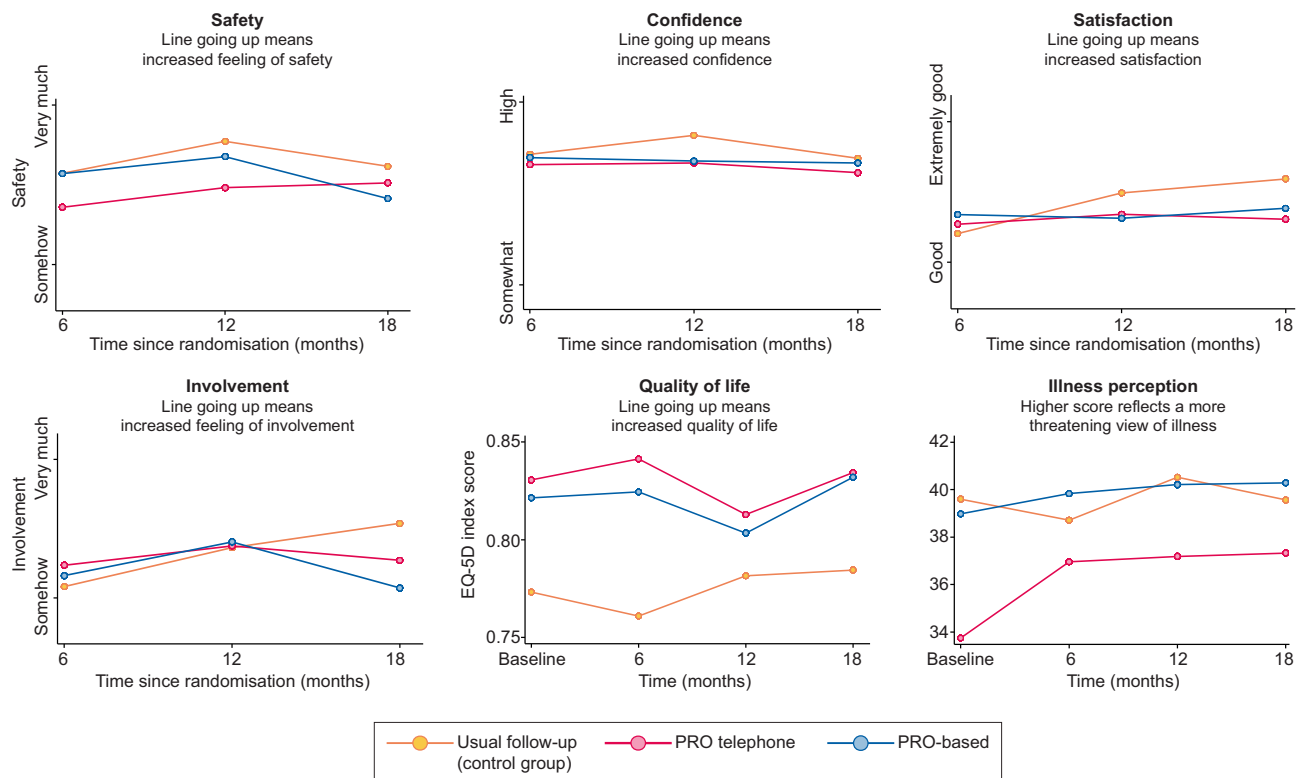 Safety
Line going up means
increased feeling of safety
Very much
Safety
Somehow
6
12
18
Time since randomisation (months)
Confidence
Line going up means
increased confidence
High
Somewhat
6
12
18
Time since randomisation (months)
Satisfaction
Line going up means
increased satisfaction
Extremely good
Good
6
12
18
Time since randomisation (months)
Involvement
Line going up means
increased feeling of involvement
Very much
Involvement
Somehow
6
12
18
Time since randomisation (months)
Quality of life
Line going up means
increased quality of life
0.85
0.80
0.75
EQ-5D index score
Baseline
6
12
18
Time (months)
Illness perception
Higher score reflects a more
threatening view of illness
42
40
38
36
34
Baseline
6
12
18
Time (months)
Usual follow-up
(control group)
PRO telephone
PRO-based